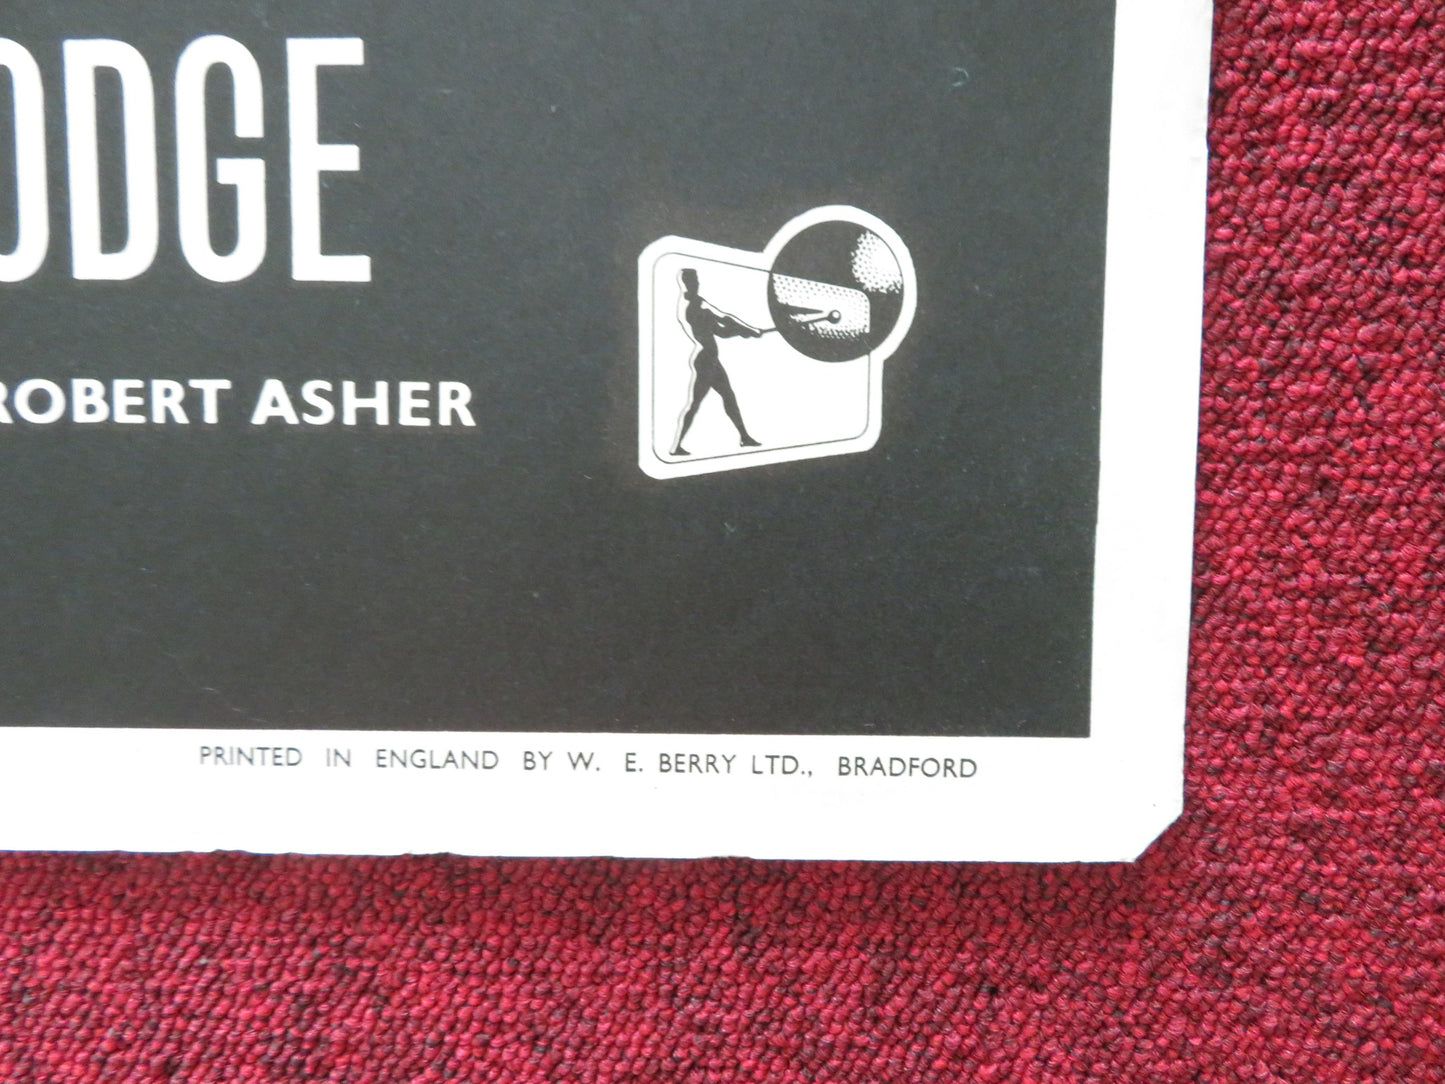 ODGE
ROBERT ASHER
PRINTED IN ENGLAND BY W. E. BERRY LTD., BRADFORD